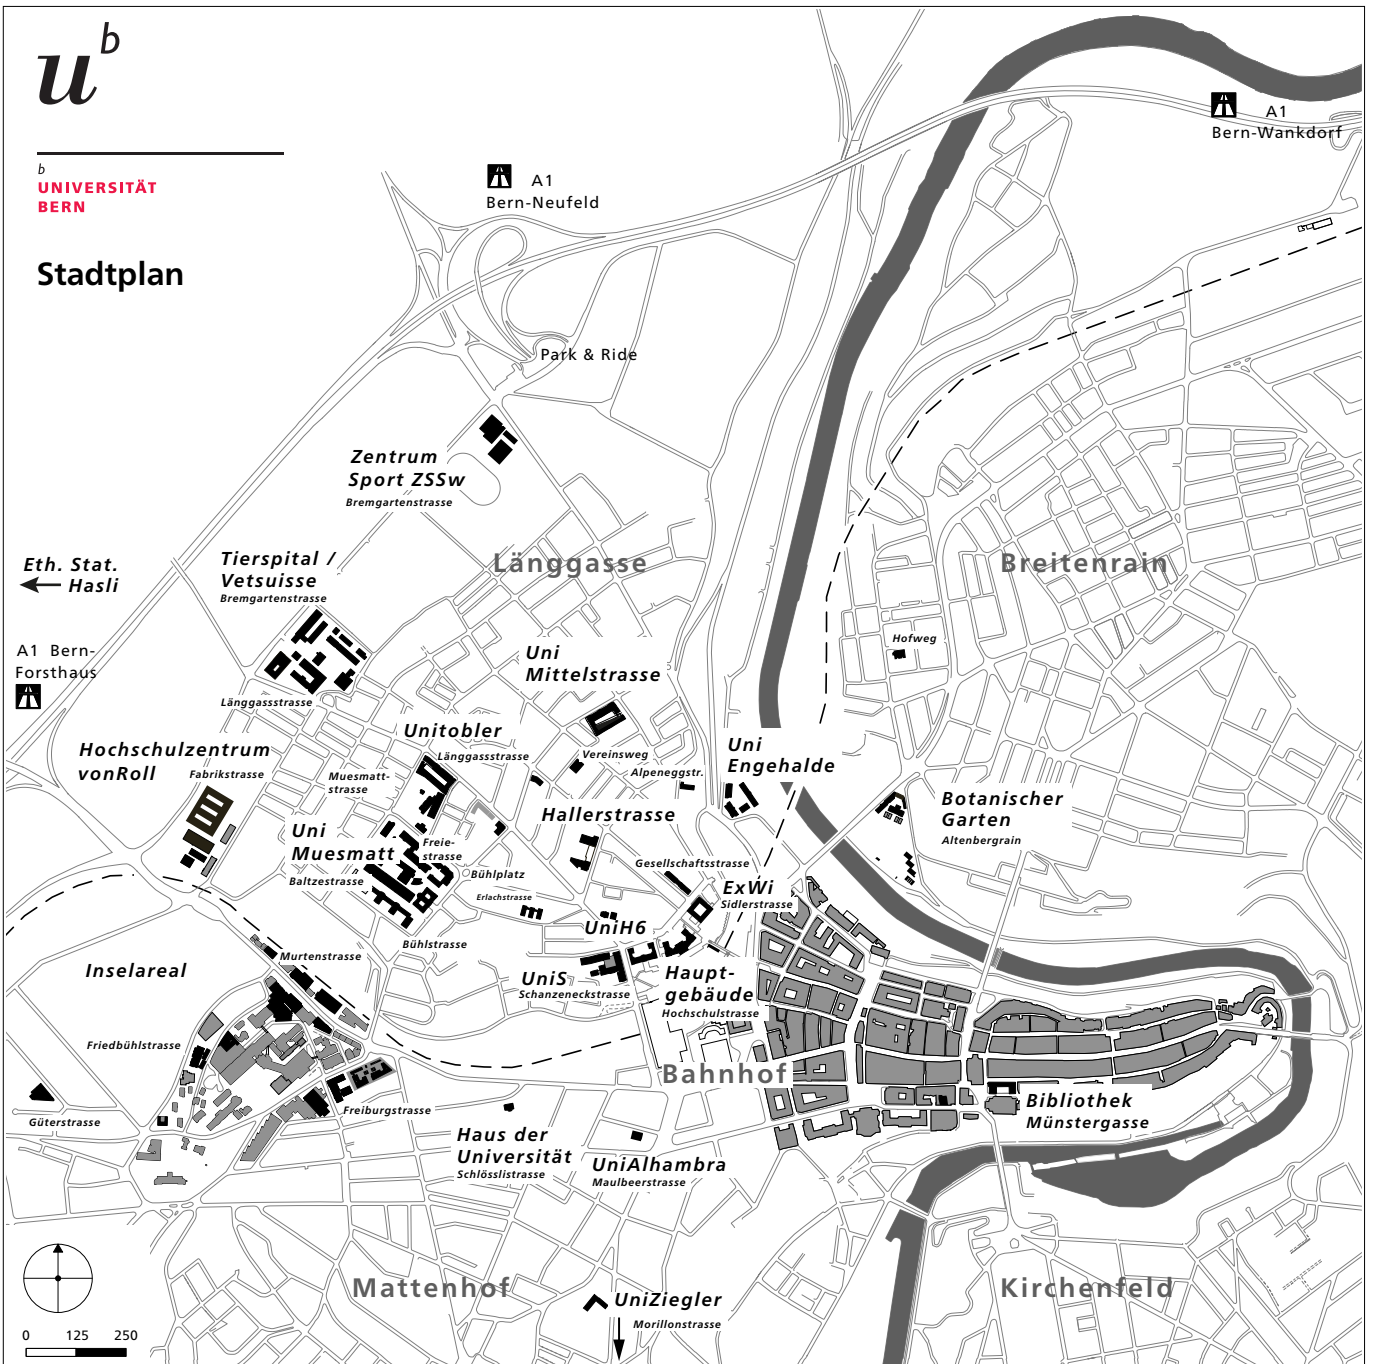 u b
b
UNIVERSITÄT
BERN
Stadtplan
A1
Bern-Neufeld
A1
Bern-Wankdorf
Park & Ride
Zentrum
Sport ZSSw
Bremgartenstrasse
Eth. Stat.
Hasli
Tierspital /
Vetsuisse
Bremgartenstrasse
Länggasse
Breitenrain
A1 Bern-
Forsthaus
Länggassstrasse
Uni
Mittelstrasse
Hofweg
Hochschulzentrum
vonRoll
Fabrikstrasse
Unitobler
Länggassstrasse
Muesmatt-
strasse
Vereinsweg
Alpeneggstr.
Uni
Engehalde
Botanischer
Garten
Altenbergrain
Hallerstrasse
Uni
Muesmatt
Freie-
strasse
Baltzestrasse
Bühlplatz
Gesellschaftsstrasse
Erlachstrasse
ExWi
Sidlerstrasse
UniH6
Bühlstrasse
Murtenstrasse
Inselareal
UniS
Schanzeneckstrasse
Haupt-
gebäude
Hochschulstrasse
Friedbühlstrasse
Bahnhof
Güterstrasse
Freiburgstrasse
Bibliothek
Münstergasse
Haus der
Universität
Schlösslistrasse
UniAlhambra
Maulbeerstrasse
Mattenhof
Kirchenfeld
UniZiegler
Morillonstrasse
0 125 250